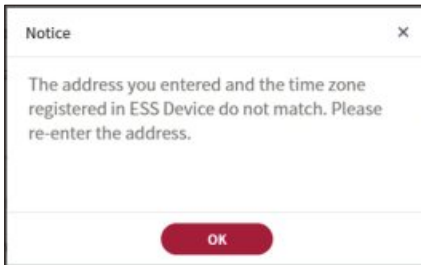 Notice
The address you entered and the time zone
registered in ESS Device do not match. Please
re-enter the address.
OK